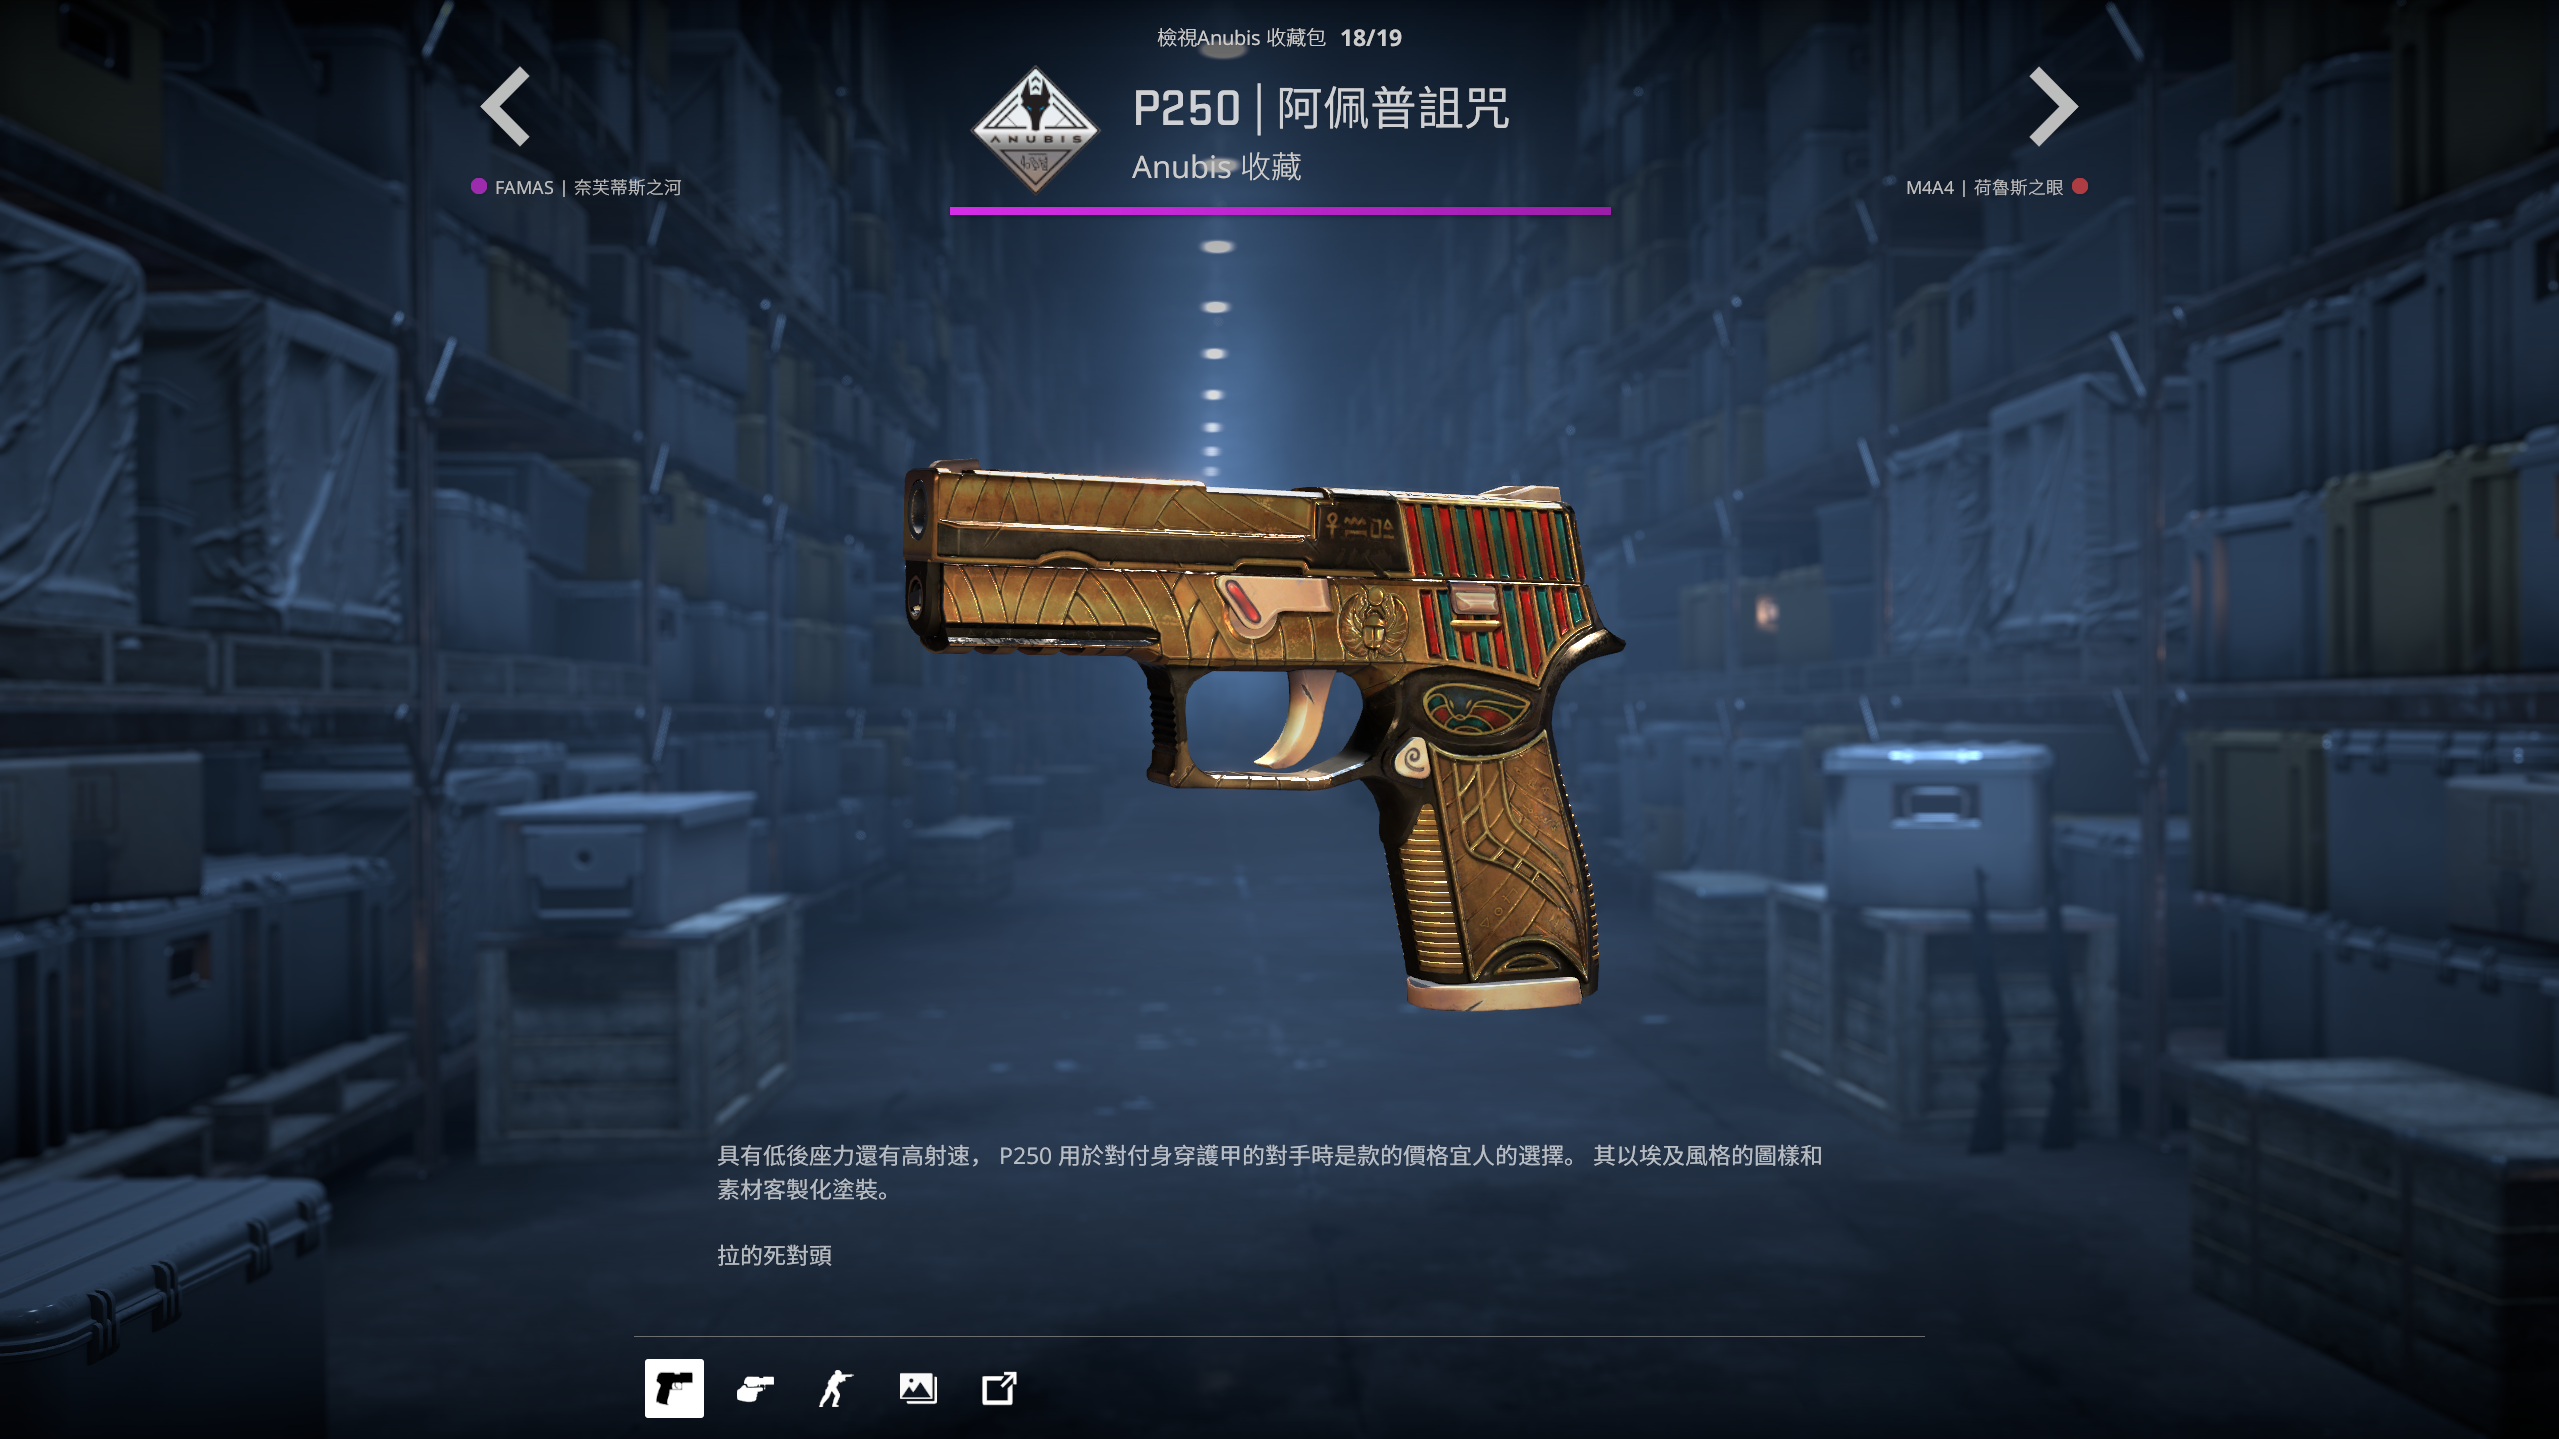 檢視Anubis 收藏包 18/19
P250 | 阿佩普詛咒
ANUBIS
Anubis 收藏
FAMAS | 奈芙蒂斯之河
M4A4 | 荷魯斯之眼
具有低後座力還有高射速， P250 用於對付身穿護甲的對手時是款的價格宜人的選擇。 其以埃及風格的圖樣和
素材客製化塗裝。
拉的死對頭